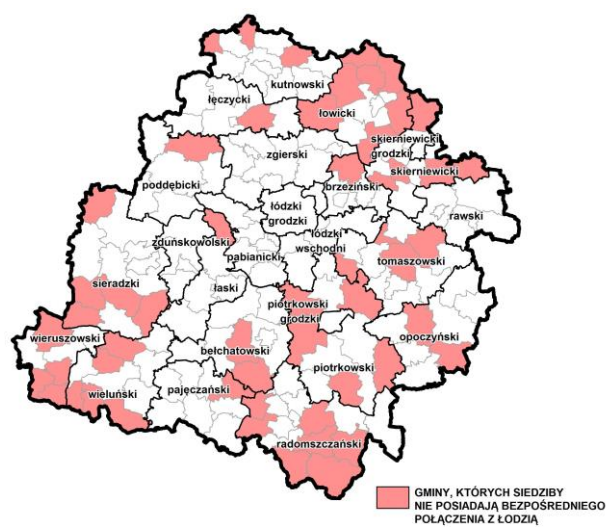 kutnowski
łęczycki
łowicki
skierniewicki
grodzki
zgierski
skierniewicki
brzeziński
poddębicki
łódzki
grodzki
rawski
łódzki
wschodni
zduńskowolski
pabianicki
tomaszowski
sieradzki
łaski
piotrkowski
grodzki
wieruszowski
opoczyński
bełchatowski
piotrkowski
wieluński
pajęczański
radomszczański
GMINY, KTÓRYCH SIEDZIBY
NIE POSIADAJĄ BEZPOŚREDNIEGO
POŁĄCZENIA Z ŁODZIĄ